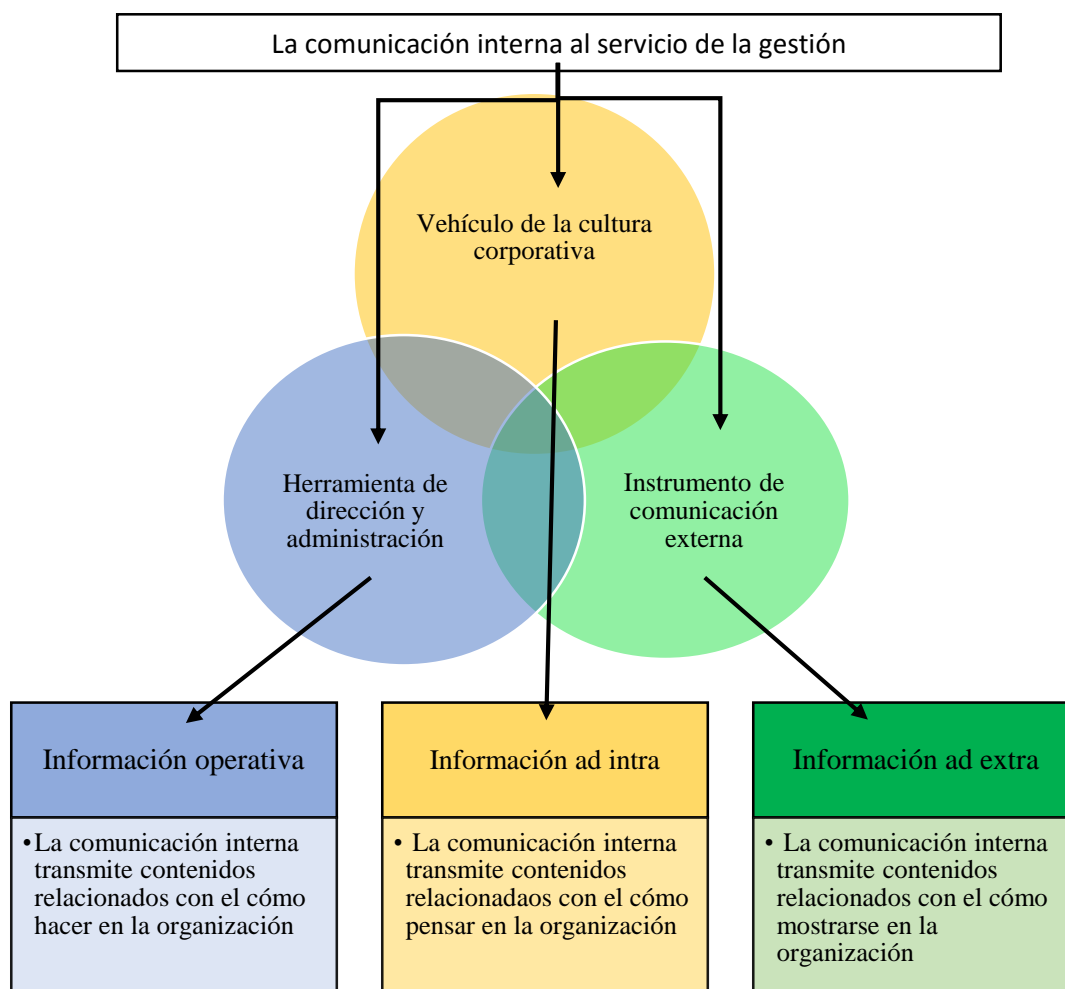 La comunicación interna al servicio de la gestión
Vehículo de la cultura
corporativa
Herramienta de
dirección y
administración
Instrumento de
comunicación
externa
Información operativa
•La comunicación interna
transmite contenidos
relacionados con el cómo
hacer en la organización
Información ad intra
• La comunicación interna
transmite contenidos
relacionadaos con el cómo
pensar en la organización
Información ad extra
• La comunicación interna
transmite contenidos
relacionados con el cómo
mostrarse en la
organización